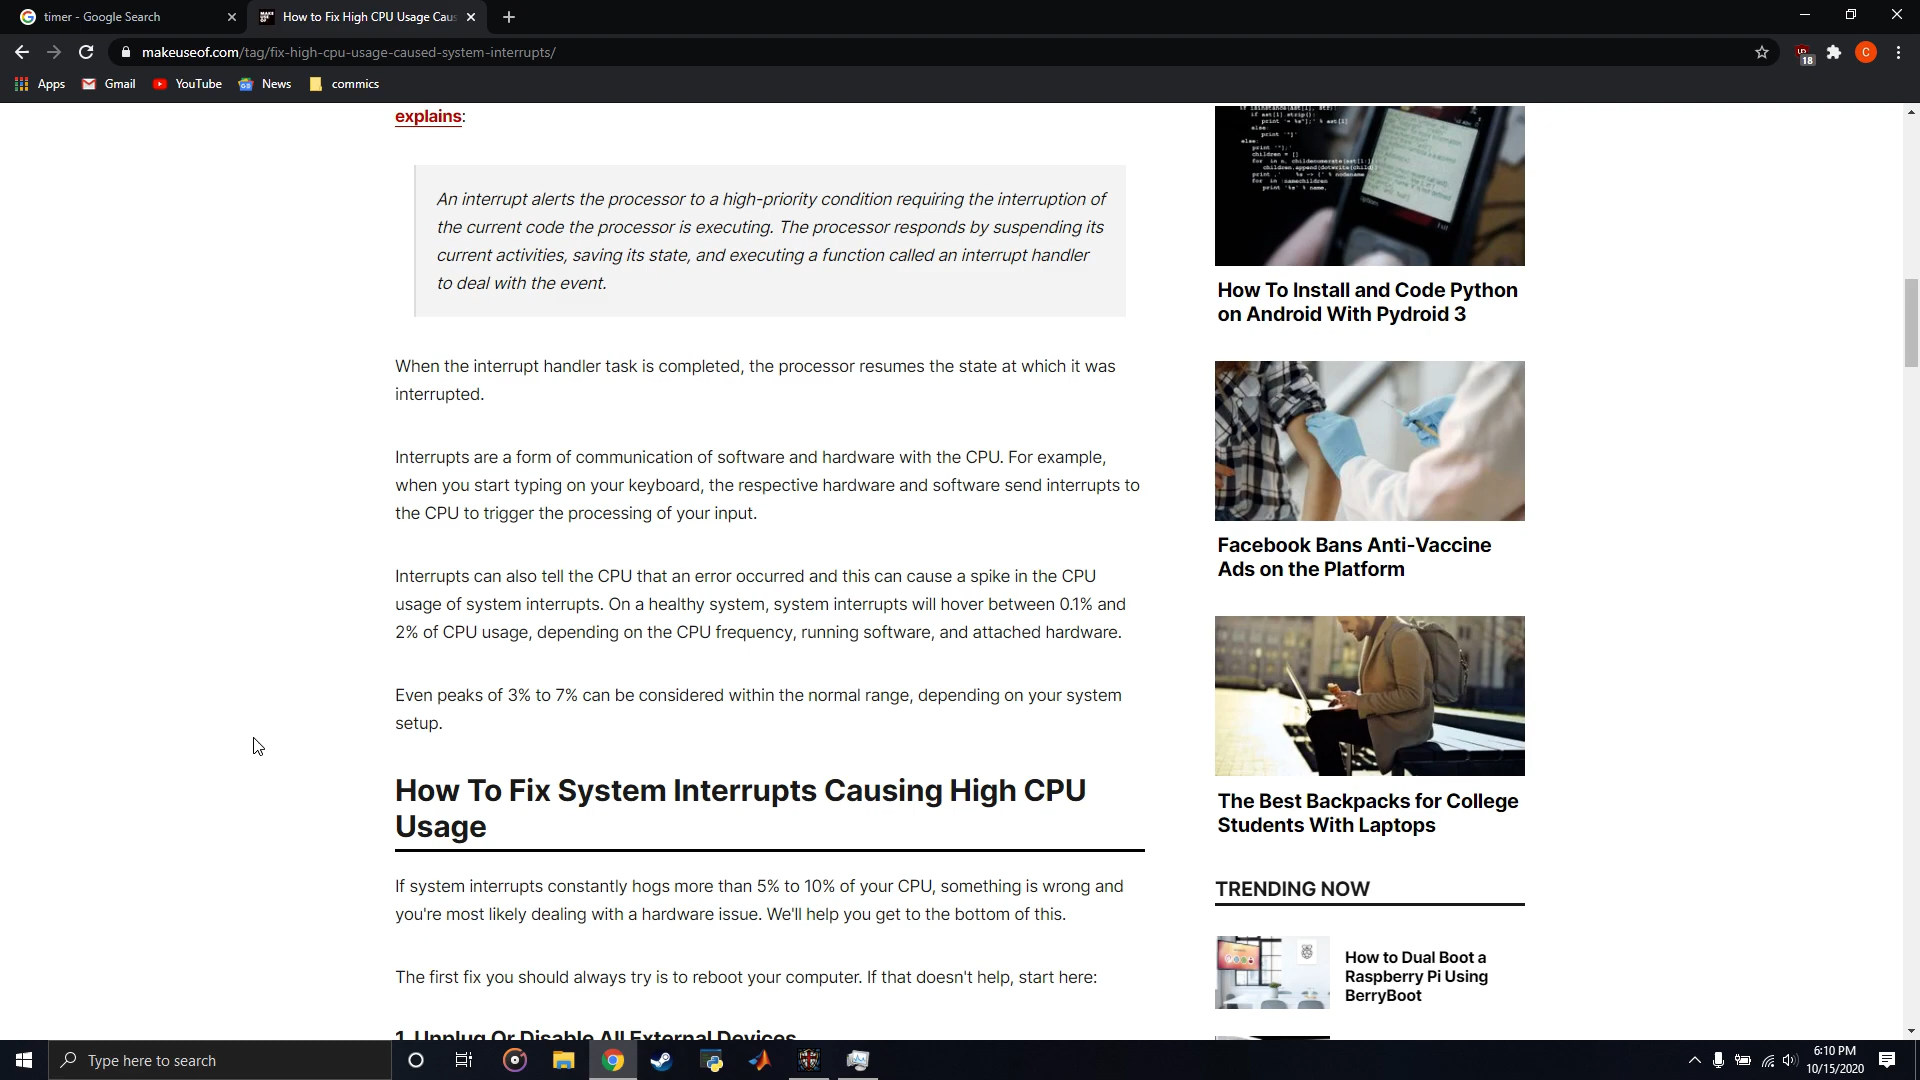 timer - Google Search
How to Fix High CPU Usage Caus
makeuseof.com/tag/fix-high-cpu-usage-caused-system-interrupts/
18
C
Apps
Gmail
YouTube
News
commics
explains:
An interrupt alerts the processor to a high-priority condition requiring the interruption of
the current code the processor is executing. The processor responds by suspending its
current activities, saving its state, and executing a function called an interrupt handler
to deal with the event.
When the interrupt handler task is completed, the processor resumes the state at which it was
interrupted.
Interrupts are a form of communication of software and hardware with the CPU. For example,
when you start typing on your keyboard, the respective hardware and software send interrupts to
the CPU to trigger the processing of your input.
Interrupts can also tell the CPU that an error occurred and this can cause a spike in the CPU
usage of system interrupts. On a healthy system, system interrupts will hover between 0.1% and
2% of CPU usage, depending on the CPU frequency, running software, and attached hardware.
Even peaks of 3% to 7% can be considered within the normal range, depending on your system
setup.
How To Fix System Interrupts Causing High CPU
Usage
If system interrupts constantly hogs more than 5% to 10% of your CPU, something is wrong and
you're most likely dealing with a hardware issue. We'll help you get to the bottom of this.
The first fix you should always try is to reboot your computer. If that doesn't help, start here:
1. Unplug Or Disable All External Devices
How To Install and Code Python
on Android With Pydroid 3
Facebook Bans Anti-Vaccine
Ads on the Platform
The Best Backpacks for College
Students With Laptops
TRENDING NOW
How to Dual Boot a
Raspberry Pi Using
BerryBoot
Type here to search
6:10 PM
10/15/2020